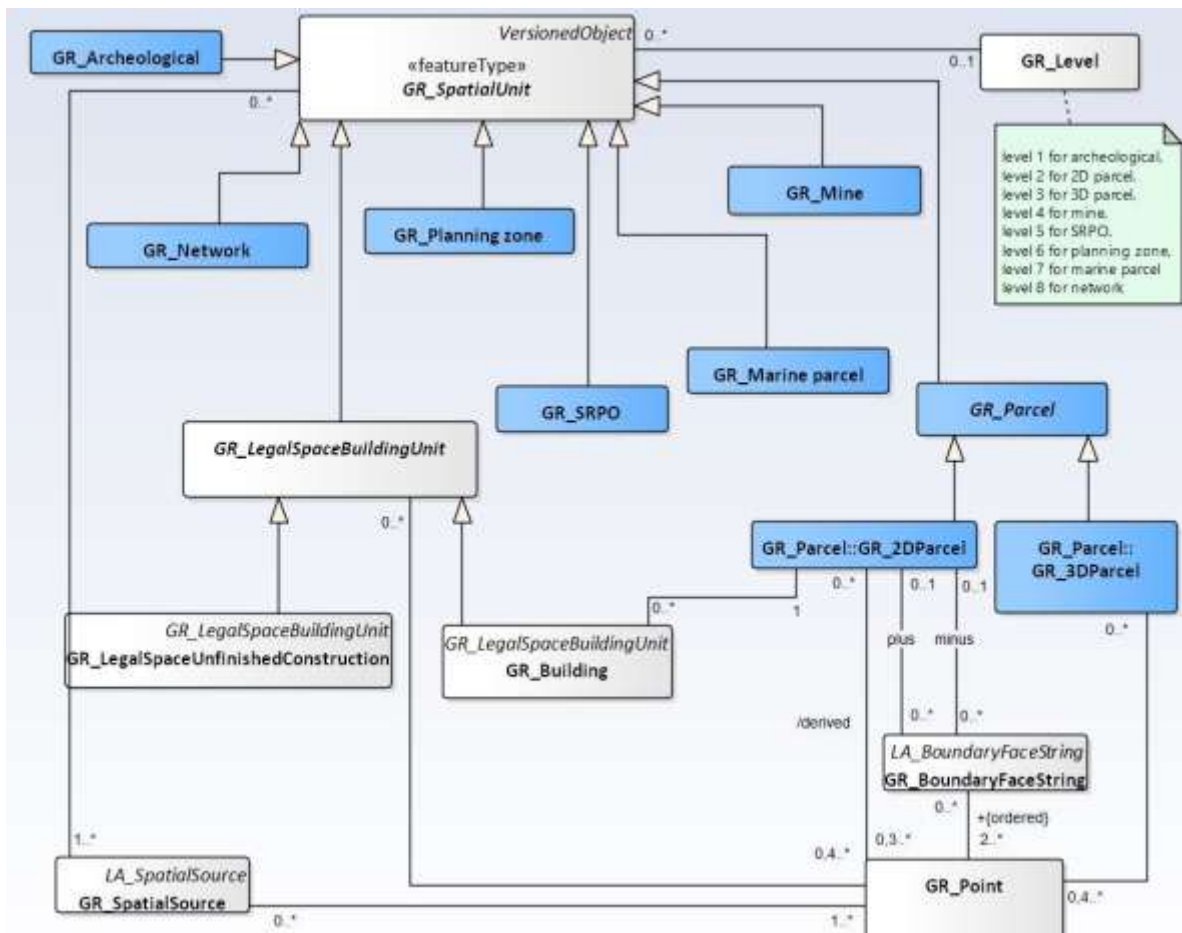 VersionedObject
«featureType»
GR_SpatialUnit
GR_Archeological
0..*
0..1
GR_Level
0..*
level 1 for archeological,
level 2 for 2D parcel,
level 3 for 3D parcel,
level 4 for mine,
level 5 for SRPO,
level 6 for planning zone,
level 7 for marine parcel
level 8 for network
GR_Mine
GR_Network
GR_Planning zone
GR_Marine parcel
GR_SRPO
GR_Parcel
GR_LegalSpaceBuildingUnit
0..*
GR_Parcel::GR_2DParcel
GR_Parcel::
GR_3DParcel
0..*
0..1
0..1
0..*
1
0..*
GR_LegalSpaceBuildingUnit
GR_LegalSpaceUnfinishedConstruction
GR_LegalSpaceBuildingUnit
GR_Building
plus
minus
/derived
0..*
0..*
LA_BoundaryFaceString
GR_BoundaryFaceString
0..*
+{ordered}
2..*
1..*
0,4..*
0,3..*
LA_SpatialSource
GR_SpatialSource
GR_Point
0,4..*
0..*
1..*